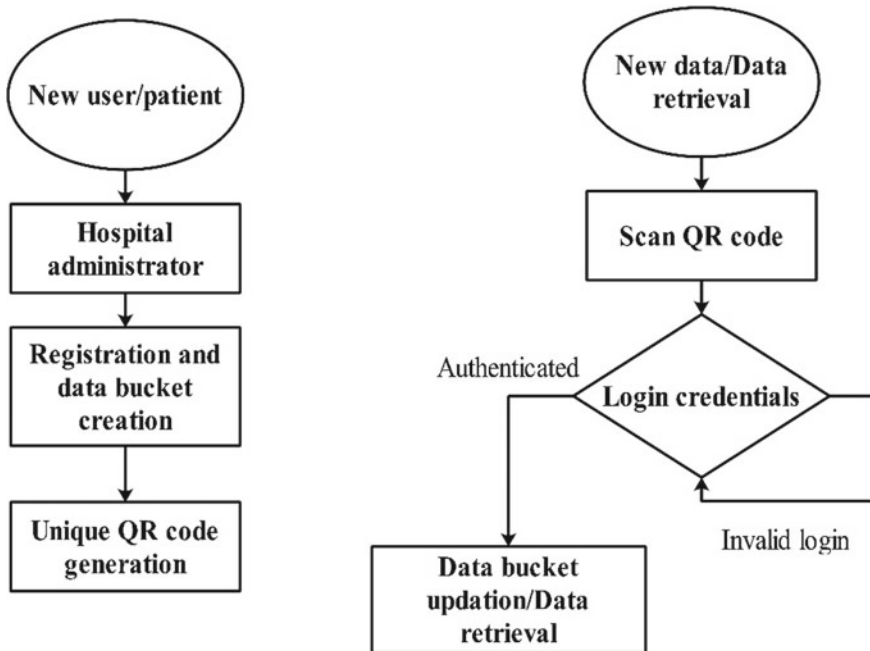 New user/patient
Hospital
administrator
Registration and
data bucket
creation
Unique QR code
generation
New data/Data
retrieval
Scan QR code
Authenticated
Login credentials
Invalid login
Data bucket
updation/Data
retrieval